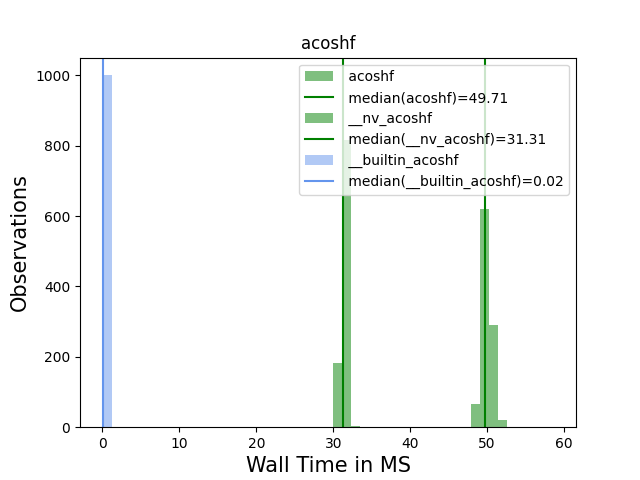 acoshf
acoshf
median(acoshf)=49.71
__nv_acoshf
median(__nv_acoshf)=31.31
__builtin_acoshf
median(__builtin_acoshf)=0.02
1000
800
600
400
200
0
Observations
0 10 20 30 40 50 60
Wall Time in MS